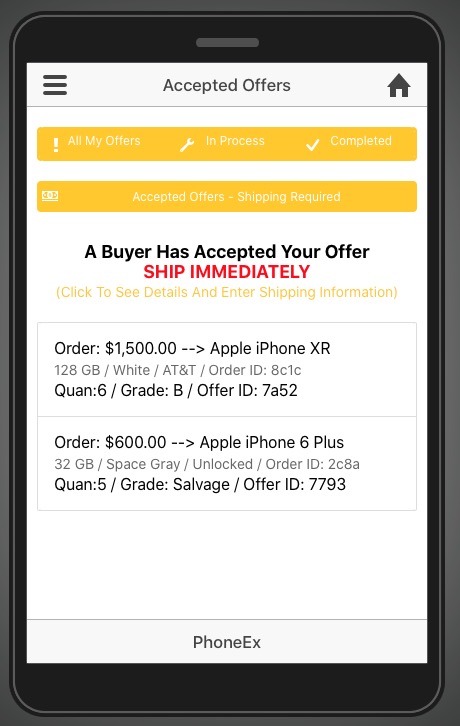 Accepted Offers
All My Offers
In Process
Completed
Accepted Offers - Shipping Required
A Buyer Has Accepted Your Offer
SHIP IMMEDIATELY
(Click To See Details And Enter Shipping Information)
Order: $1,500.00 --> Apple iPhone XR
128 GB / White / AT&T / Order ID: 8c1c
Quan:6 / Grade: B / Offer ID: 7a52
Order: $600.00 --> Apple iPhone 6 Plus
32 GB / Space Gray / Unlocked / Order ID: 2c8a
Quan:5 / Grade: Salvage / Offer ID: 7793
PhoneEx